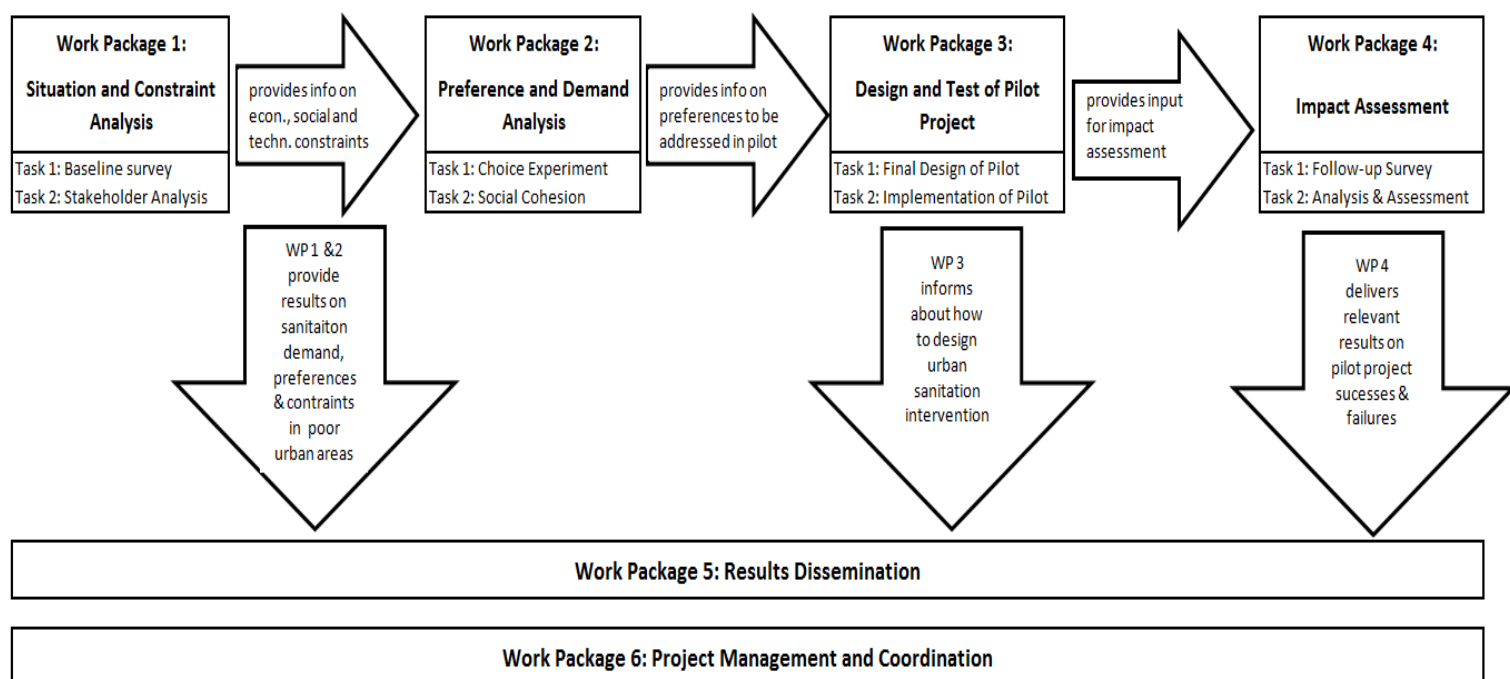 Work Package 1:
Situation and Constraint
Analysis
Task 1: Baseline survey
Task 2: Stakeholder Analysis
provides info on
econ., social and
techn. constraints
Work Package 2:
Preference and Demand
Analysis
Task 1: Choice Experiment
Task 2: Social Cohesion
provides info on
preferences to be
addressed in pilot
Work Package 3:
Design and Test of Pilot
Project
Task 1: Final Design of Pilot
Task 2: Implementation of Pilot
provides input
for impact
assessment
Work Package 4:
Impact Assessment
Task 1: Follow-up Survey
Task 2: Analysis & Assessment
WP 1 &2
provide
results on
sanitaiton
demand,
preferences
& contraints
in poor
urban areas
WP 3
informs
about how
to design
urban
sanitation
intervention
WP 4
delivers
relevant
results on
pilot project
sucesses &
failures
Work Package 5: Results Dissemination
Work Package 6: Project Management and Coordination